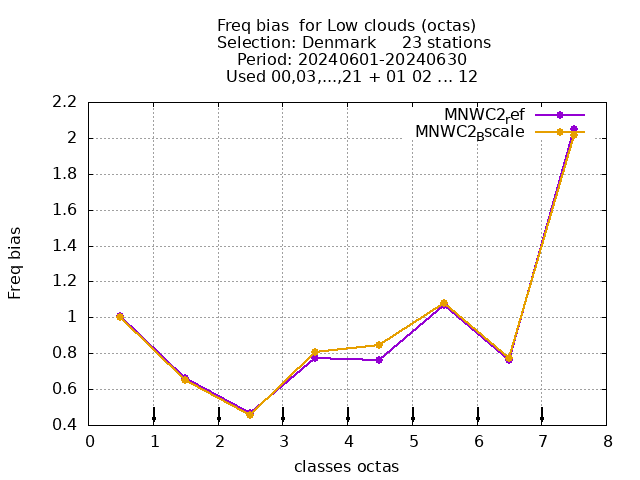 Freq bias  for Low clouds (octas)
Selection: Denmark     23 stations
Period: 20240601-20240630
Used 00,03,...,21 + 01 02 ... 12
MNWC2ref
MNWC2Bscale
2.2
2
1.8
1.6
1.4
1.2
1
0.8
0.6
0.4
Freq bias
0 1 2 3 4 5 6 7 8
classes octas